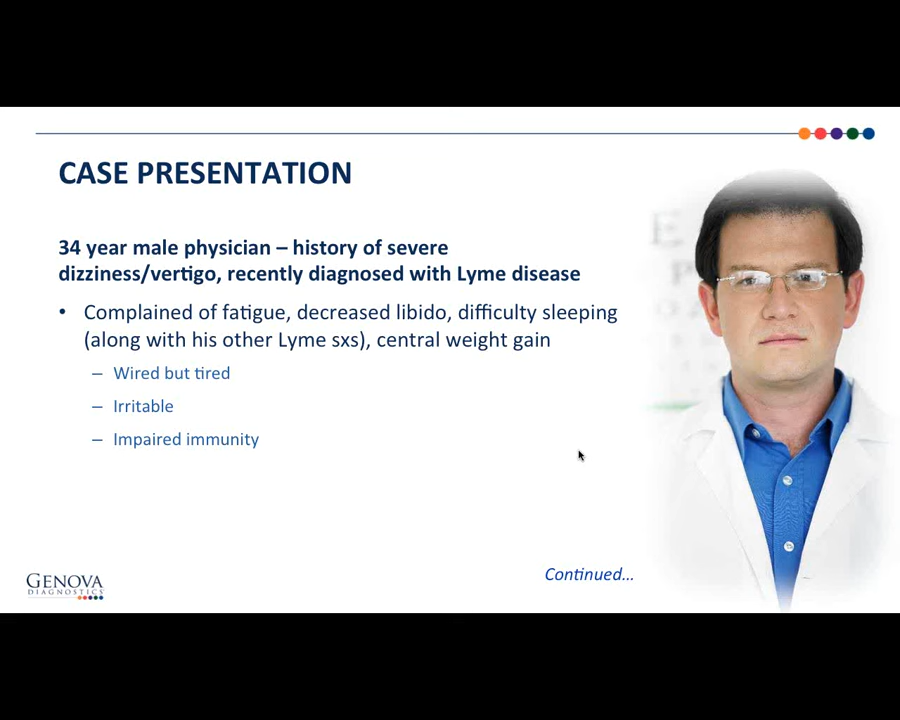 CASE PRESENTATION
34 year male physician – history of severe
dizziness/vertigo, recently diagnosed with Lyme disease
• Complained of fatigue, decreased libido, difficulty sleeping
(along with his other Lyme sxs), central weight gain
– Wired but tired
– Irritable
– Impaired immunity
Continued...
GENOVA
DIAGNOSTICS
E
P